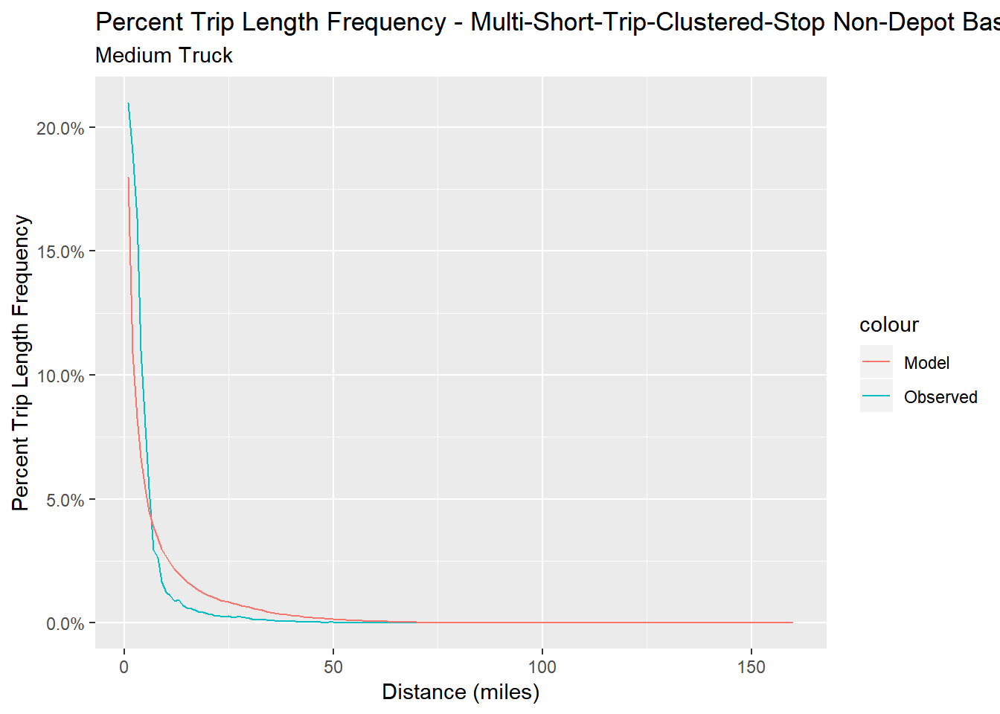 Percent Trip Length Frequency - Multi-Short-Trip-Clustered-Stop Non-Depot Bas
Medium Truck
20.0%
15.0%
10.0%
5.0%
0.0%
Percent Trip Length Frequency
0
50
100
150
Distance (miles)
colour
Model
Observed